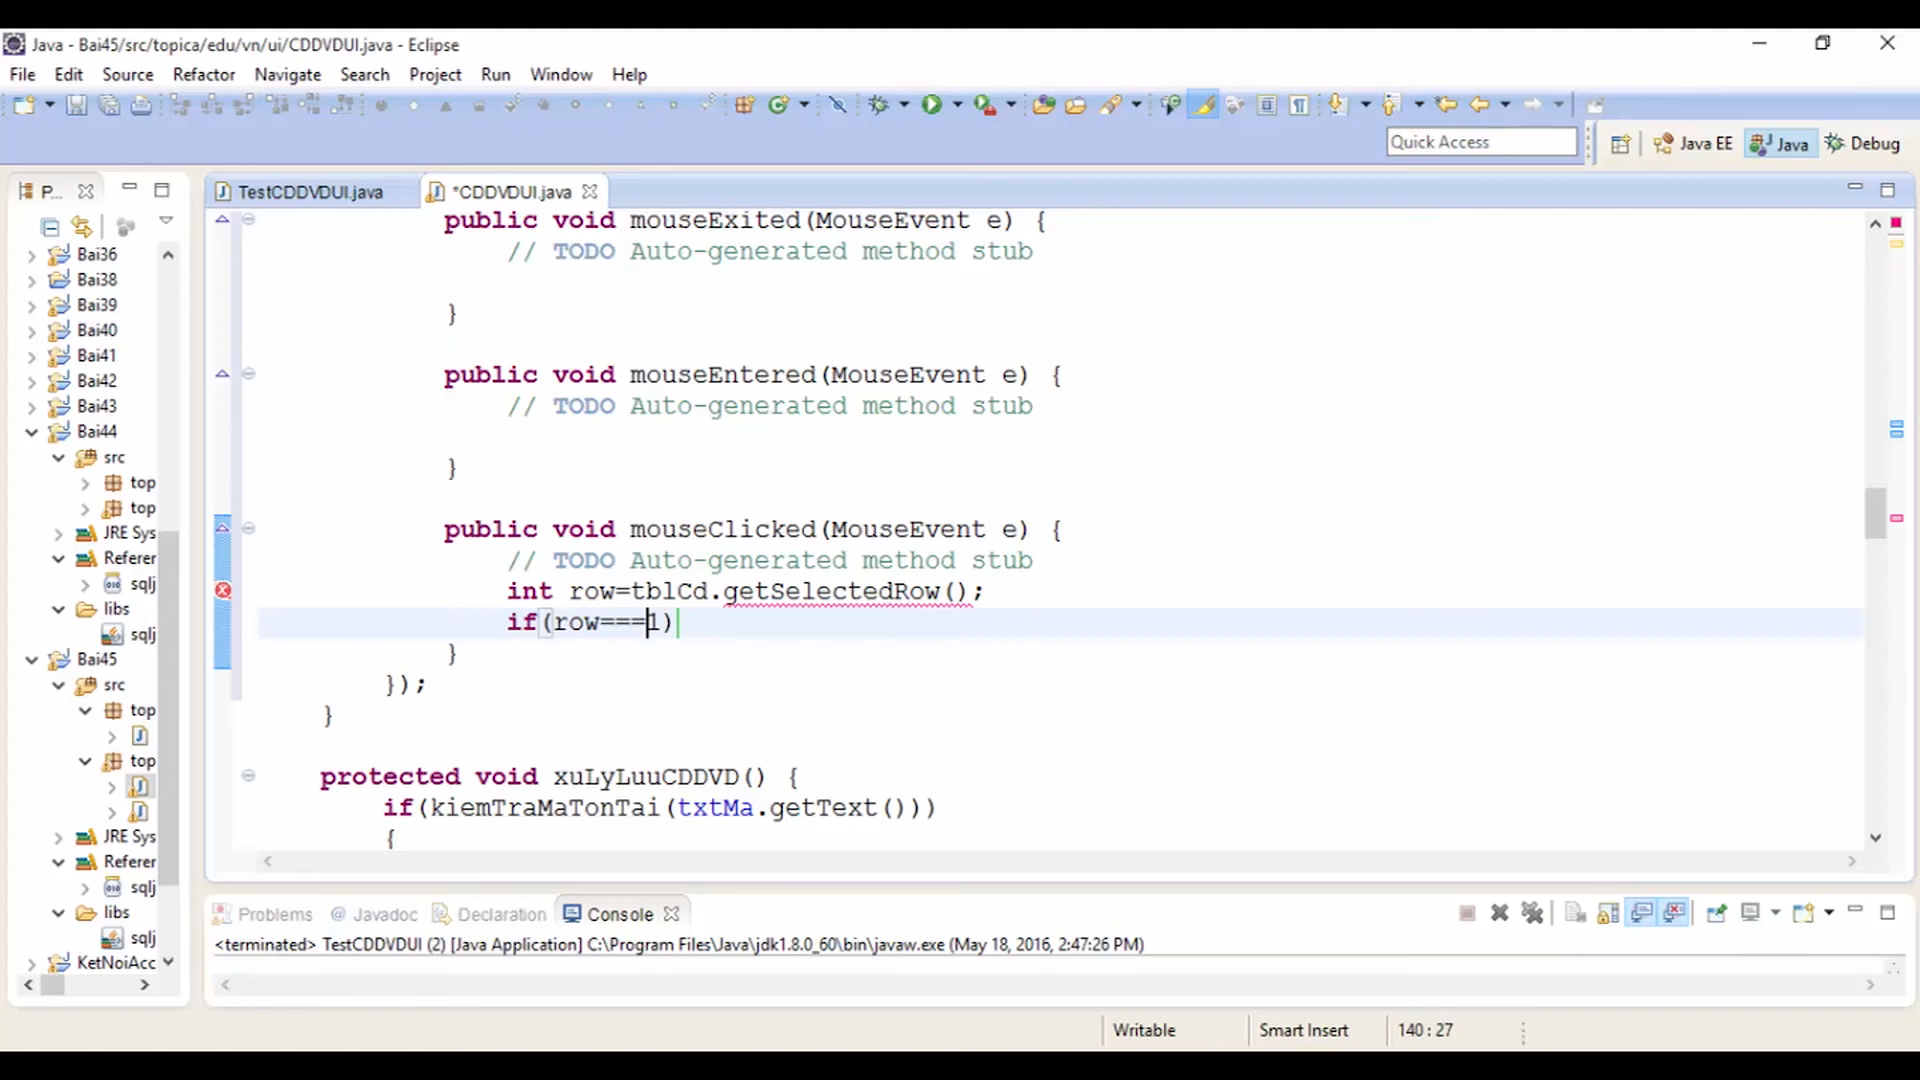 Java - Bai45/src/topica/edu/vn/ui/CDDVDUI.java - Eclipse
File Edit Source Refactor Navigate Search Project Run Window Help
Quick Access
Java EE
Java
Debug
P...
TestCDDVDUI.java
*CDDVDUI.java
Bai36
Bai38
Bai39
Bai40
Bai41
Bai42
Bai43
Bai44
src
top
top
JRE Sys
Referer
sqlj
libs
sqlj
Bai45
src
top
top
JRE Sys
Referer
sqlj
libs
sqlj
KetNoiAcc
public void mouseExited(MouseEvent e) {
// TODO Auto-generated method stub
}
public void mouseEntered(MouseEvent e) {
// TODO Auto-generated method stub
}
public void mouseClicked(MouseEvent e) {
// TODO Auto-generated method stub
int row=tblCd.getSelectedRow();
if(row===1)
}
});
}
protected void xuLyLuuCDDVD() {
if(kiemTraMaTonTai(txtMa.getText()))
{
Problems
@ Javadoc
Declaration
Console
<terminated> TestCDDVDUI (2) [Java Application] C:\Program Files\Java\jdk1.8.0_60\bin\javaw.exe (May 18, 2016, 2:47:26 PM)
Writable
Smart Insert
140 : 27